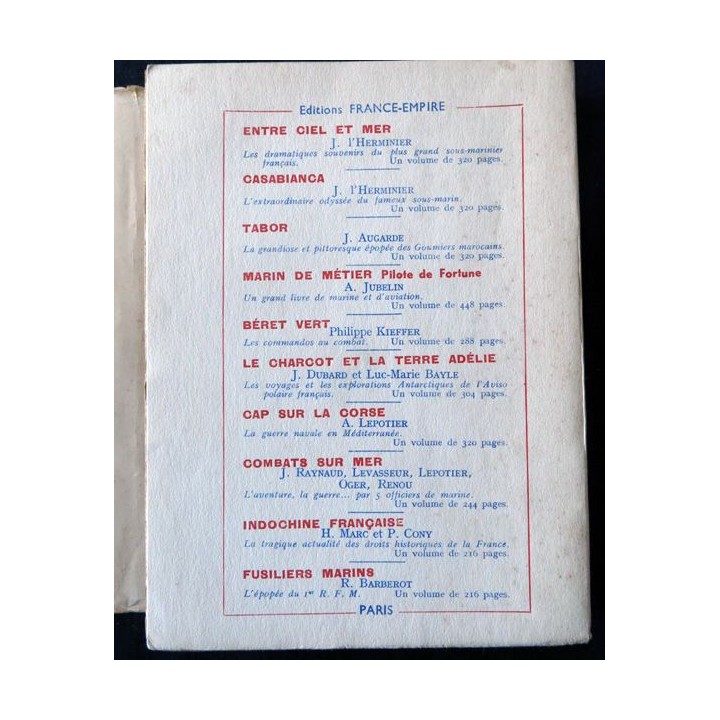 Editions FRANCE-EMPIRE
ENTRE CIEL ET MER
J. l'HERMINIER
Les dramatiques souvenirs du plus grand sous-marinier
français. Un volume de 320 pages.
CASABIANCA
J. l'HERMINIER
L'extraordinaire odyssée du fameux sous-marin.
Un volume de 320 pages.
TABOR
J. AUGARDE
La grandiose et pittoresque épopée des Goumiers marocains.
Un volume de 320 pages.
MARIN DE MÉTIER Pilote de Fortune
A. JUBELIN
Un grand livre de marine et d'aviation.
Un volume de 448 pages.
BÉRET VERT
Philippe KIEFFER
Les commandos au combat. Un volume de 288 pages.
LE CHARCOT ET LA TERRE ADÉLIE
J. DUBARD et Luc-Marie BAYLE
Les voyages et les explorations Antarctiques de l'Aviso
polaire français. Un volume de 304 pages.
CAP SUR LA CORSE
A. LEPOTIER
La guerre navale en Méditerranée.
Un volume de 320 pages.
COMBATS SUR MER
J. RAYNAUD, LEVASSEUR, LEPOTIER,
OGER, RENOU
L'aventure, la guerre... par 5 officiers de marine.
Un volume de 244 pages.
INDOCHINE FRANÇAISE
H. MARC et P. CONY
La tragique actualité des droits historiques de la France.
Un volume de 216 pages.
FUSILIERS MARINS
R. BARBEROT
L'épopée du 1er R. F. M. Un volume de 216 pages.
PARIS